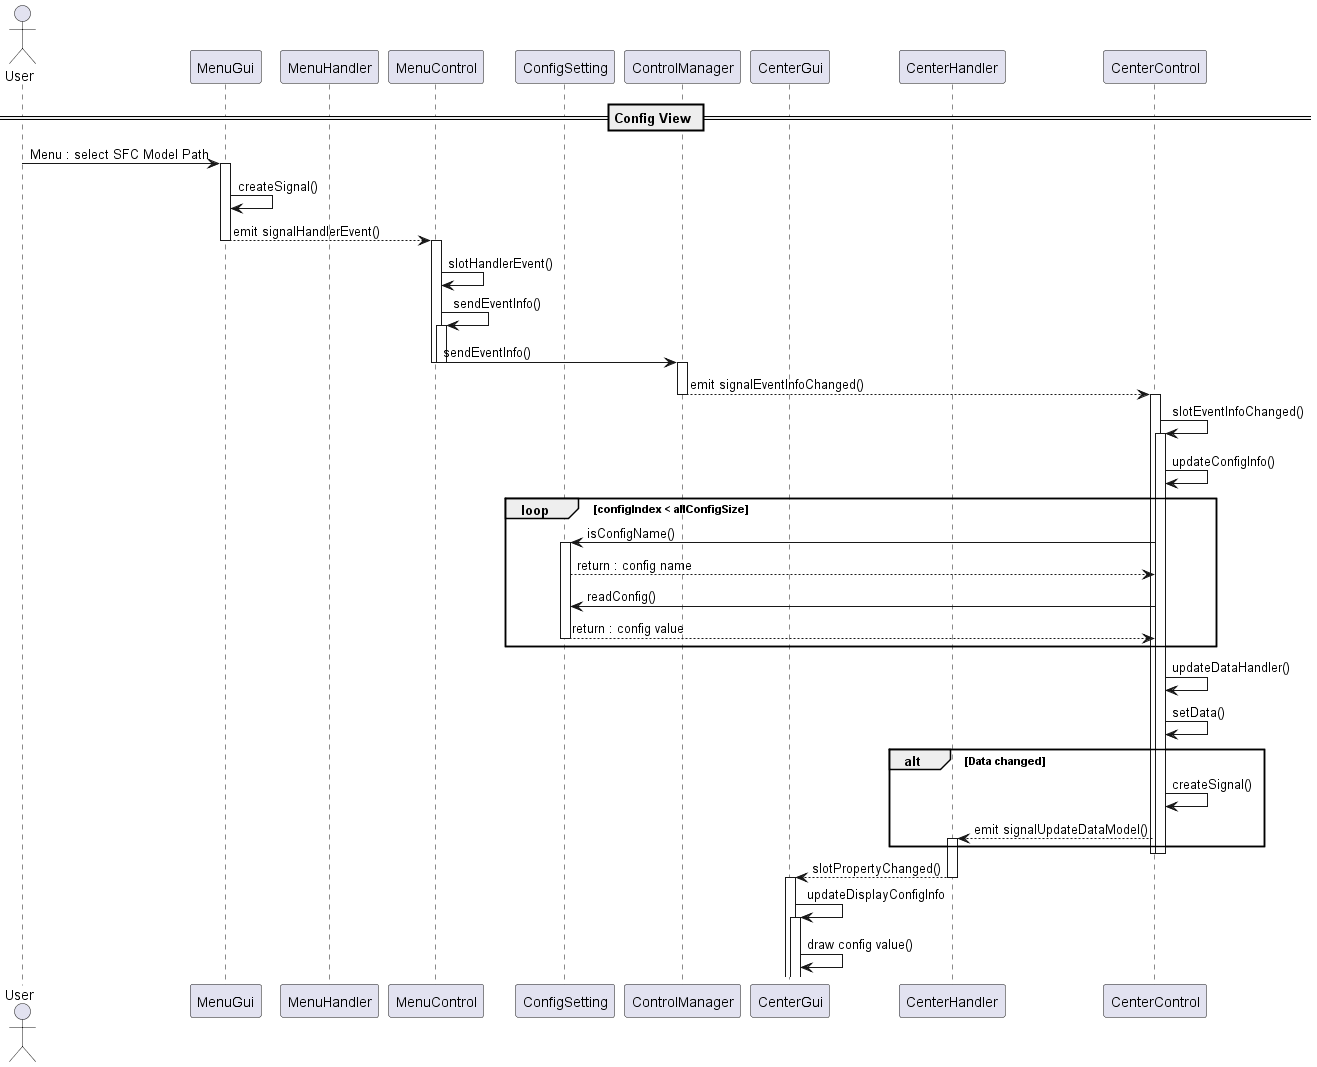 User
MenuGui
MenuHandler
MenuControl
ConfigSetting
ControlManager
CenterGui
CenterHandler
CenterControl
Config View
Menu : select SFC Model Path
createSignal()
emit signalHandlerEvent()
slotHandlerEvent()
sendEventInfo()
sendEventInfo()
emit signalEventInfoChanged()
slotEventInfoChanged()
updateConfigInfo()
loop [configIndex < allConfigSize]
isConfigName()
return : config name
readConfig()
return : config value
updateDataHandler()
setData()
alt [Data changed]
createSignal()
emit signalUpdateDataModel()
slotPropertyChanged()
updateDisplayConfigInfo
draw config value()
User
MenuGui
MenuHandler
MenuControl
ConfigSetting
ControlManager
CenterGui
CenterHandler
CenterControl